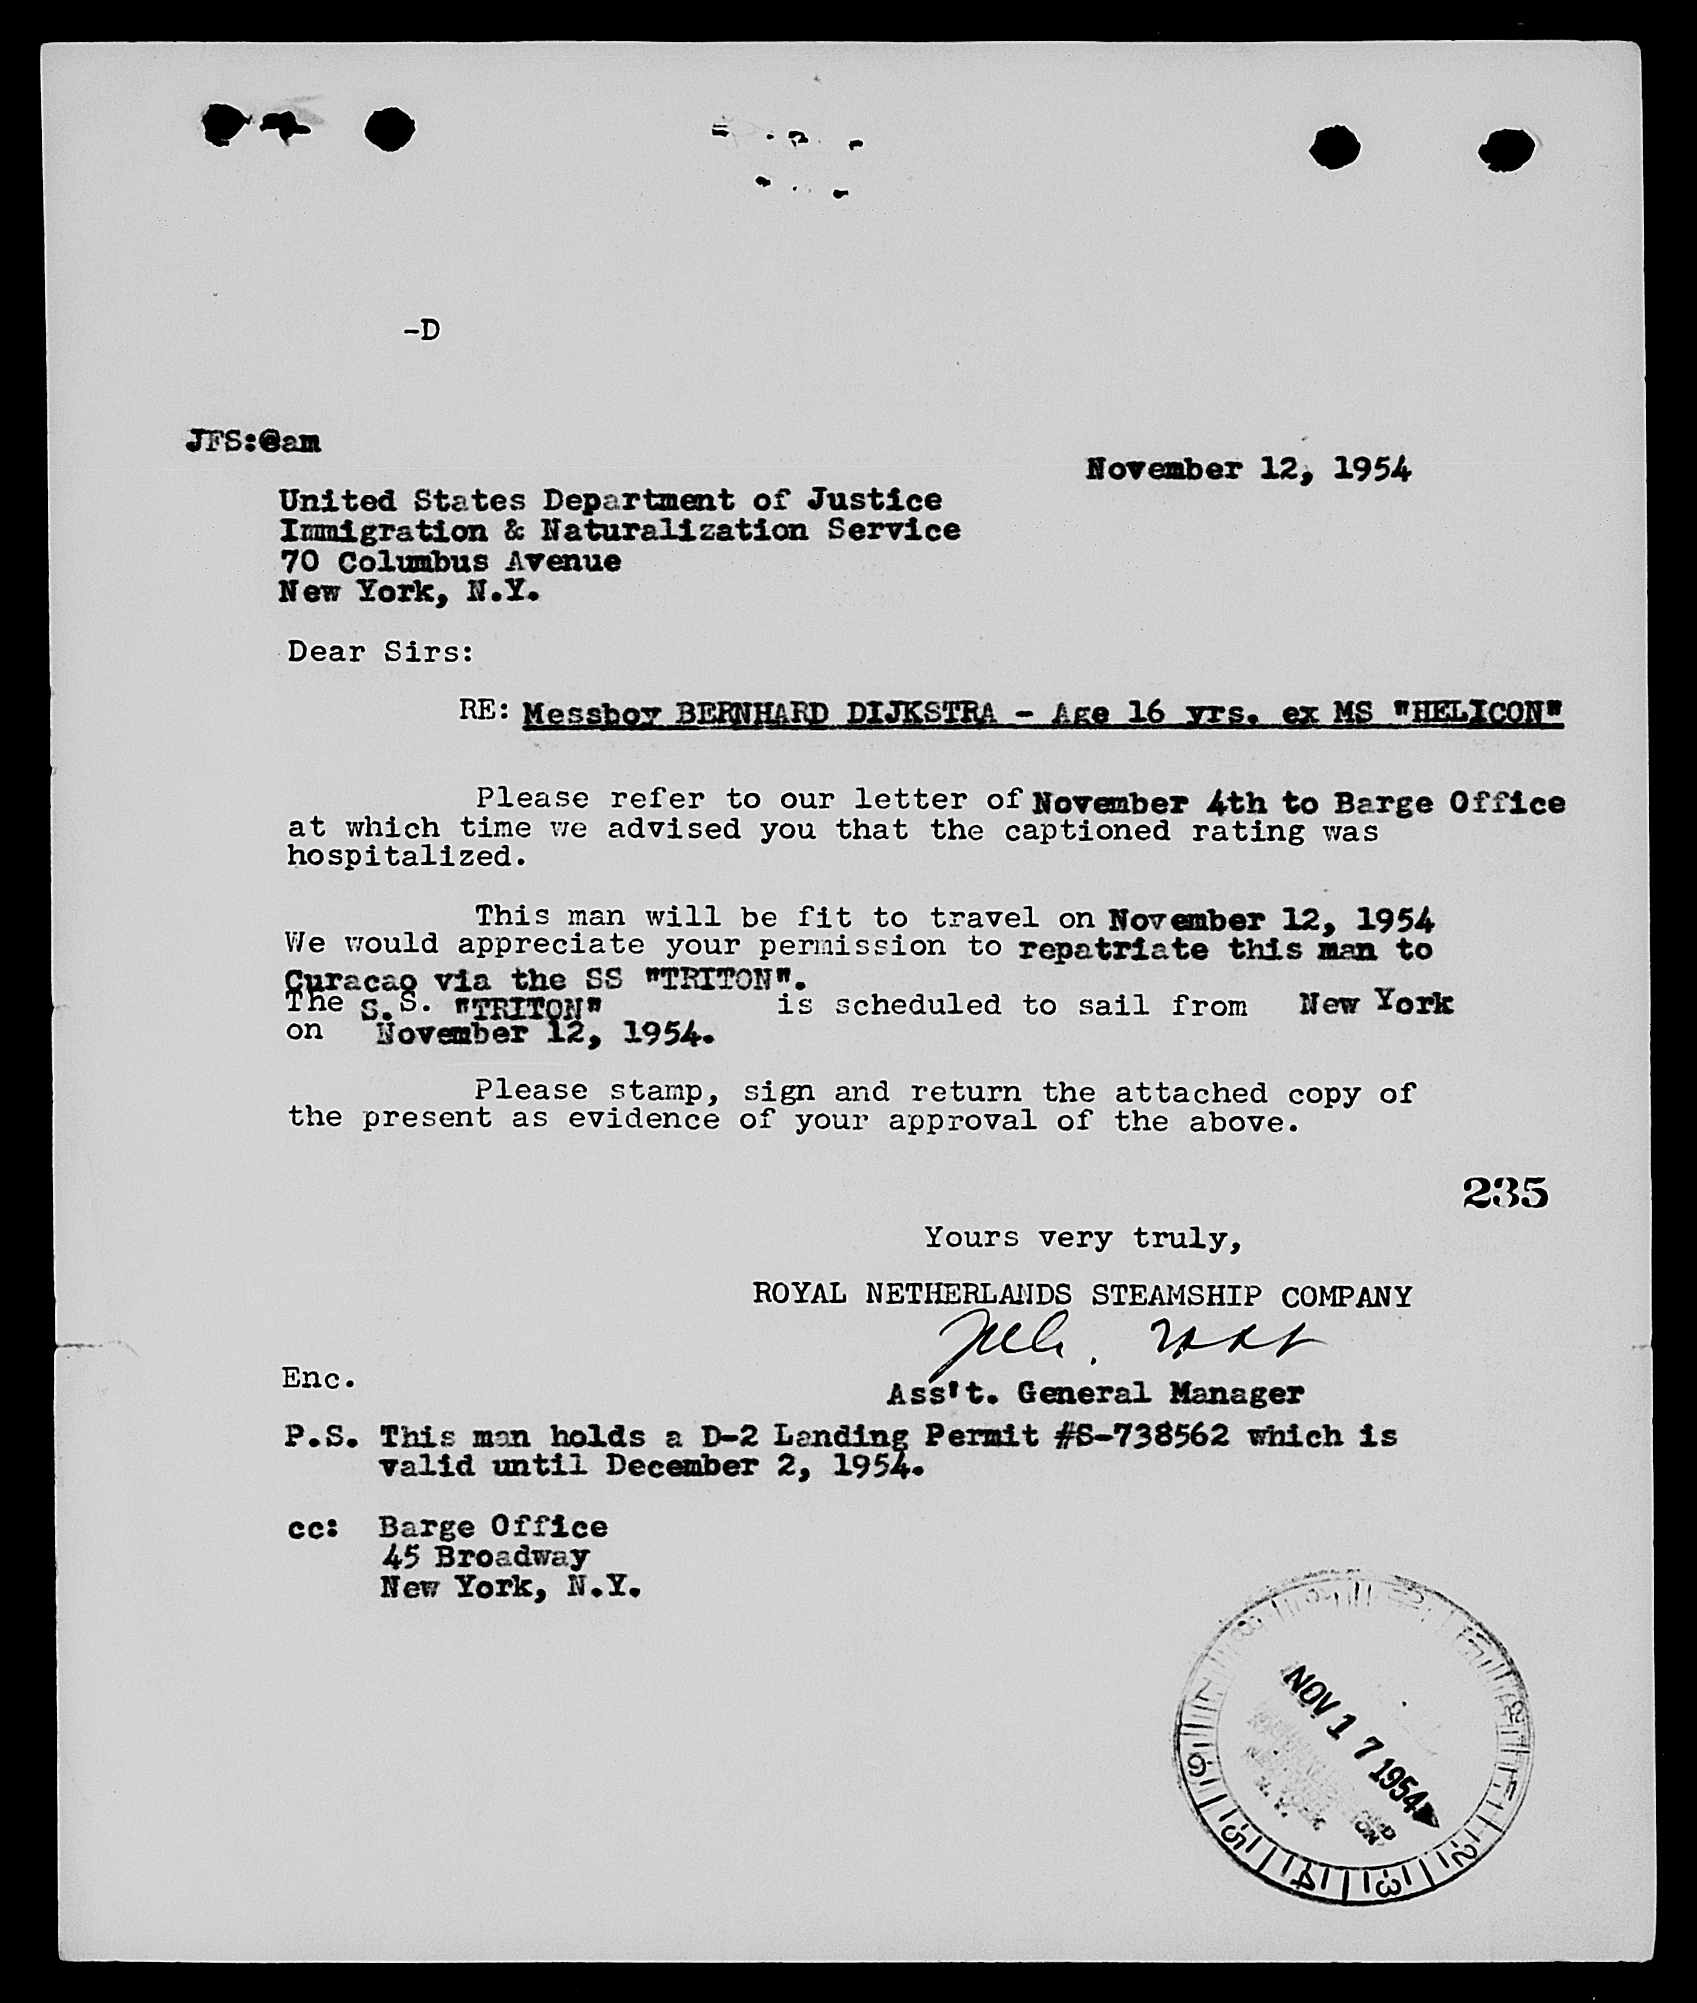 -D
JFS:@am
November 12, 1954
United States Department of Justice
Immigration & Naturalization Service
70 Columbus Avenue
New York, N.Y.
Dear Sirs:
RE: Messboy BERNHARD DIJKSTRA - Age 16 yrs. ex MS "HELICON"
Please refer to our letter of November 4th to Barge Office
at which time we advised you that the captioned rating was
hospitalized.
This man will be fit to travel on November 12, 1954
We would appreciate your permission to repatriate this man to
Curacao via the SS "TRITON".
The S.S. "TRITON" is scheduled to sail from New York
on November 12, 1954.
Please stamp, sign and return the attached copy of
the present as evidence of your approval of the above.
235
Yours very truly,
ROYAL NETHERLANDS STEAMSHIP COMPANY
Enc.
Ass't. General Manager
P.S. This man holds a D-2 Landing Permit #S-738562 which is
valid until December 2, 1954.
cc: Barge Office
45 Broadway
New York, N.Y.
NOV 17 1954